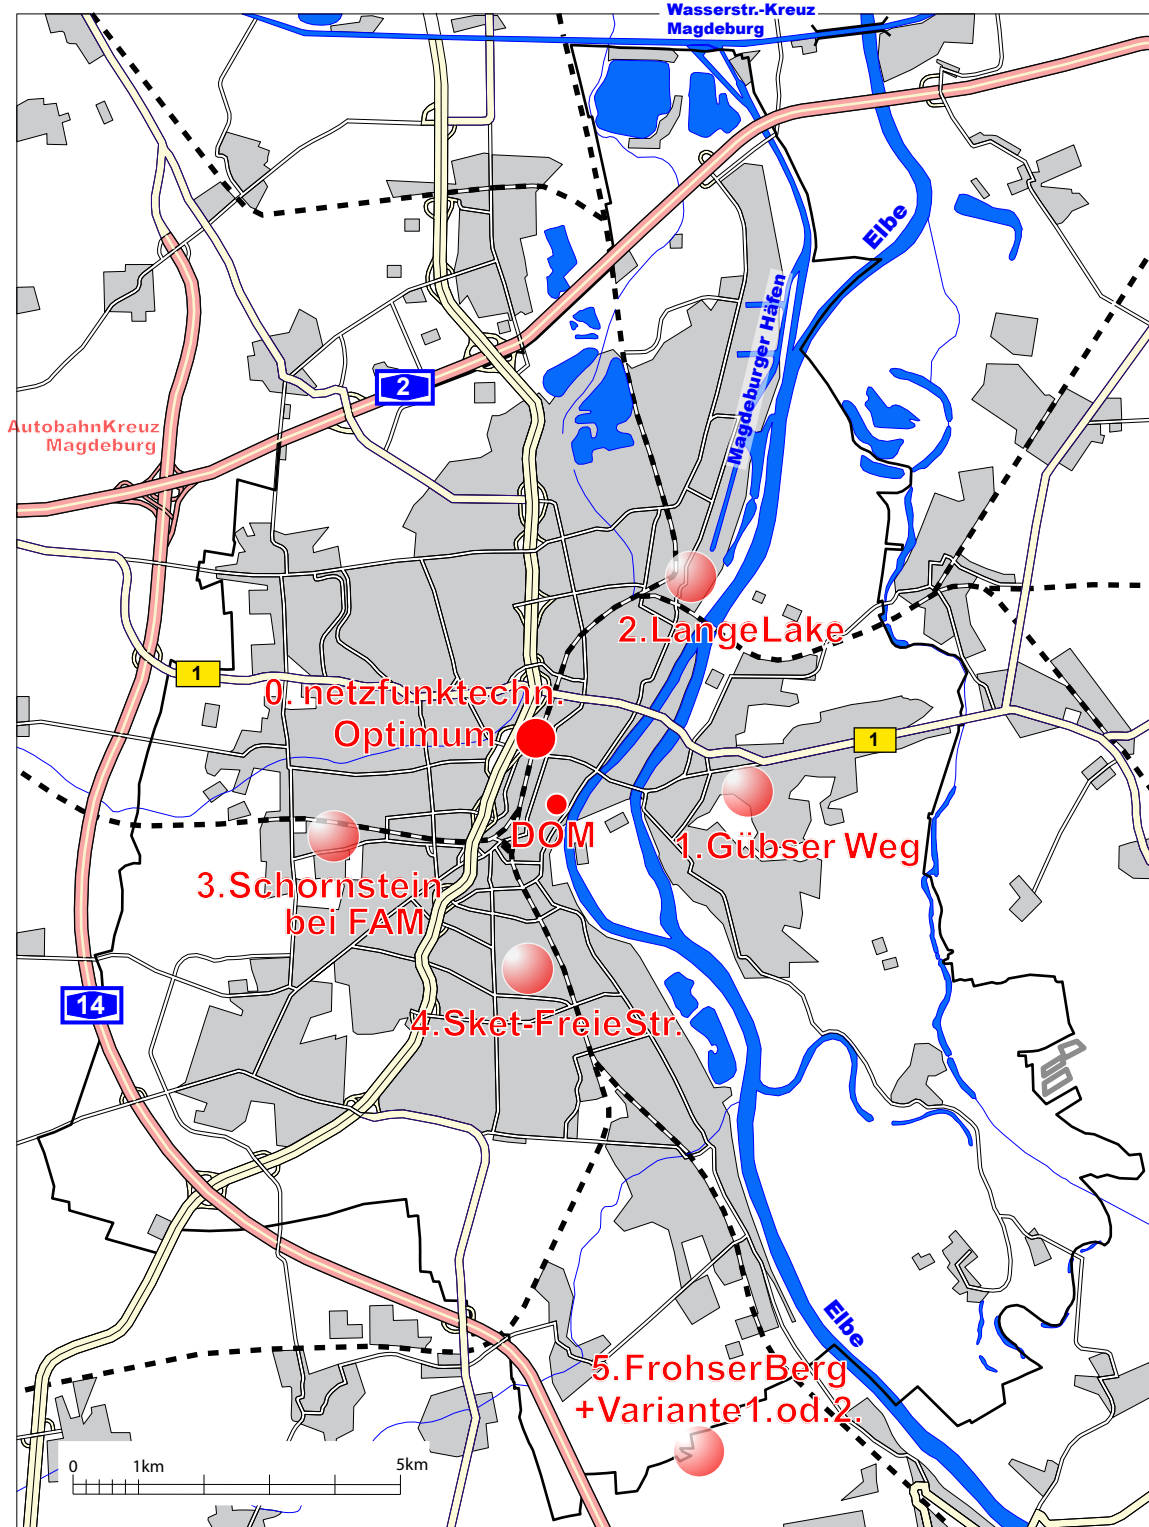 Wasserstr.-Kreuz
Magdeburg
Elbe
Magdeburger Häfen
2
AutobahnKreuz
Magdeburg
2.LangeLake
1
0. netzfunktechn.
Optimum
1
DOM
1.Gübser Weg
3.Schornstein
bei FAM
14
4.Sket-FreieStr.
Elbe
5.FrohserBerg
+Variante1.od.2.
0 1km 5km